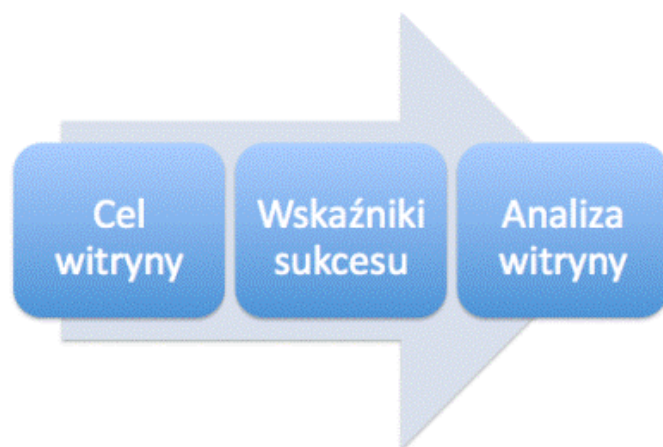 Cel
witryny
Wskaźniki
sukcesu
Analiza
witryny